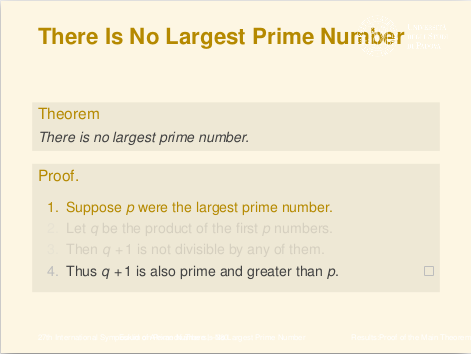 There Is No Largest Prime Number
Theorem
There is no largest prime number.
Proof.
1. Suppose p were the largest prime number.
2. Let q be the product of the first p numbers.
3. Then q + 1 is not divisible by any of them.
4. Thus q + 1 is also prime and greater than p.